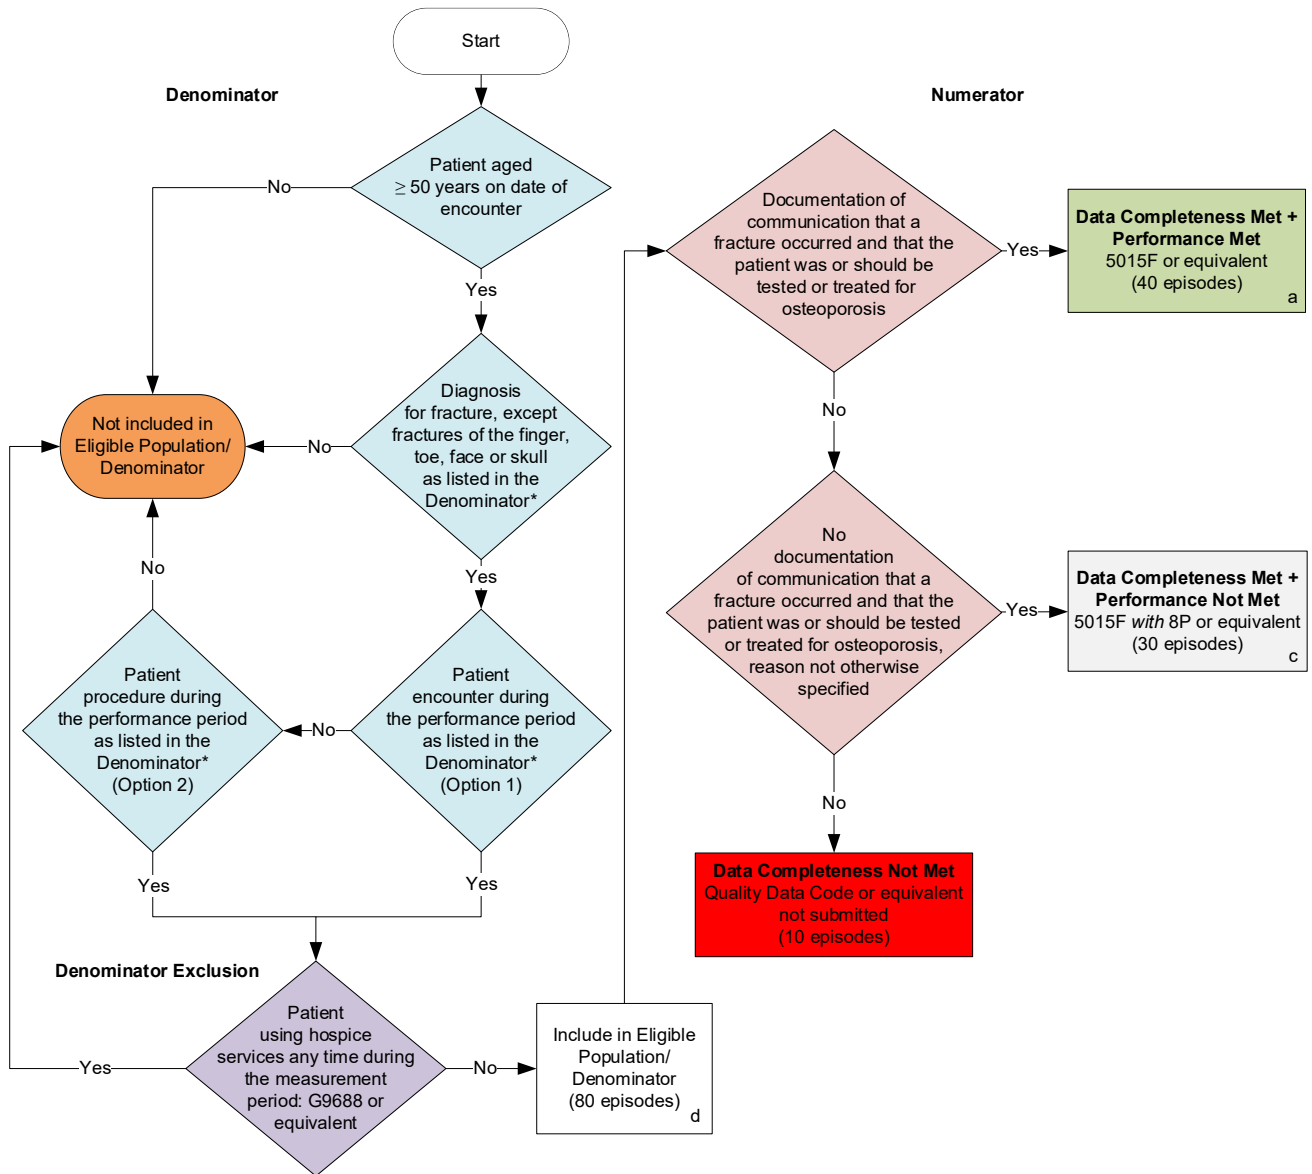 Start
Denominator
Numerator
Patient aged
≥ 50 years on date of
encounter
No
Yes
Diagnosis
for fracture, except
fractures of the finger,
toe, face or skull
as listed in the
Denominator*
No
Not included in
Eligible Population/
Denominator
Yes
Patient
encounter during
the performance period
as listed in the
Denominator*
(Option 1)
No
Patient
procedure during
the performance period
as listed in the
Denominator*
(Option 2)
No
Yes
Yes
Denominator Exclusion
Patient
using hospice
services any time during
the measurement
period: G9688 or
equivalent
Yes
No
Include in Eligible
Population/
Denominator
(80 episodes)
d
Documentation of
communication that a
fracture occurred and that the
patient was or should be
tested or treated for
osteoporosis
Yes
Data Completeness Met +
Performance Met
5015F or equivalent
(40 episodes)
a
No
No
documentation
of communication that a
fracture occurred and that the
patient was or should be tested
or treated for osteoporosis,
reason not otherwise
specified
Yes
Data Completeness Met +
Performance Not Met
5015F with 8P or equivalent
(30 episodes)
c
No
Data Completeness Not Met
Quality Data Code or equivalent
not submitted
(10 episodes)